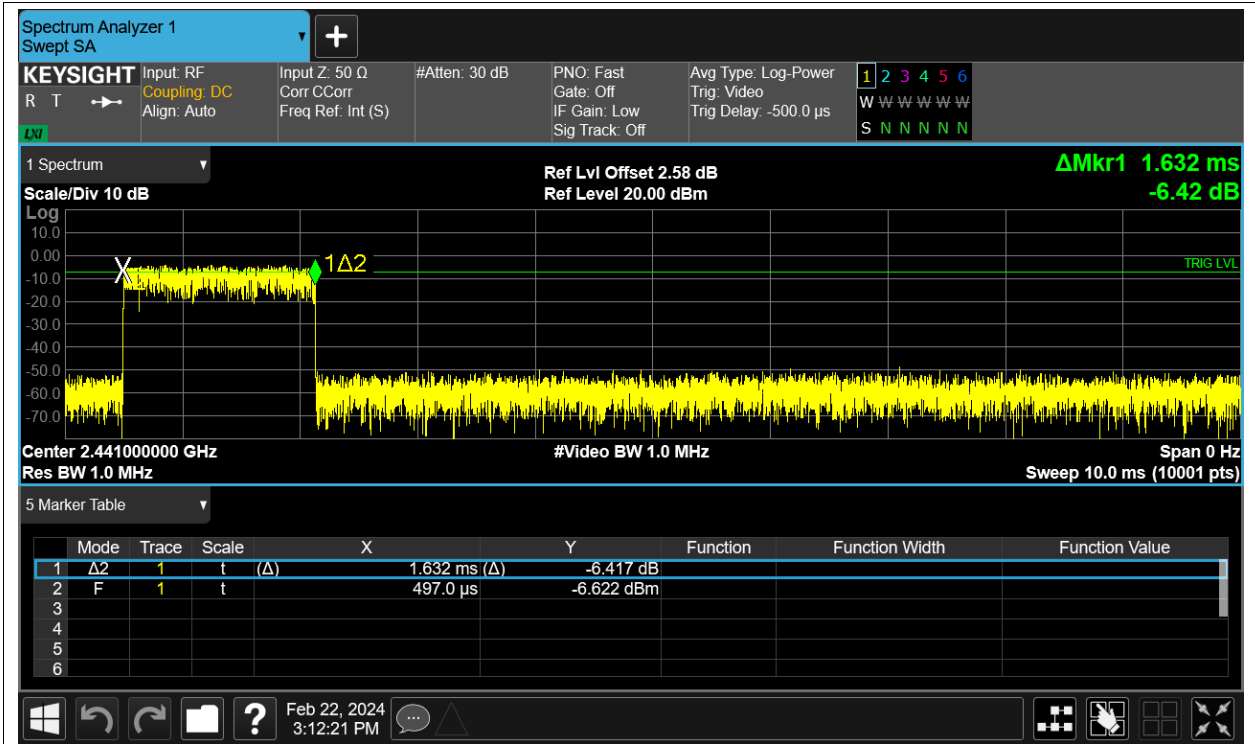 Spectrum Analyzer 1
Swept SA
KEYSIGHT
R T
LXI
Input: RF
Coupling: DC
Align: Auto
Input Z: 50 Ω
Corr CCorr
Freq Ref: Int (S)
#Atten: 30 dB
PNO: Fast
Gate: Off
IF Gain: Low
Sig Track: Off
Avg Type: Log-Power
Trig: Video
Trig Delay: -500.0 µs
1 2 3 4 5 6
W W W W W W
S N N N N N
1 Spectrum
Scale/Div 10 dB
Ref Lvl Offset 2.58 dB
Ref Level 20.00 dBm
ΔMkr1 1.632 ms
-6.42 dB
Log
10.0
0.00
-10.0
-20.0
-30.0
-40.0
-50.0
-60.0
-70.0
X
1Δ2
TRIG LVL
Center 2.441000000 GHz
#Video BW 1.0 MHz
Span 0 Hz
Res BW 1.0 MHz
Sweep 10.0 ms (10001 pts)
5 Marker Table
Mode Trace Scale X Y Function Function Width Function Value
1 Δ2 1 t (Δ) 1.632 ms (Δ) -6.417 dB
2 F 1 t 497.0 µs -6.622 dBm
3
4
5
6
?
Feb 22, 2024
3:12:21 PM